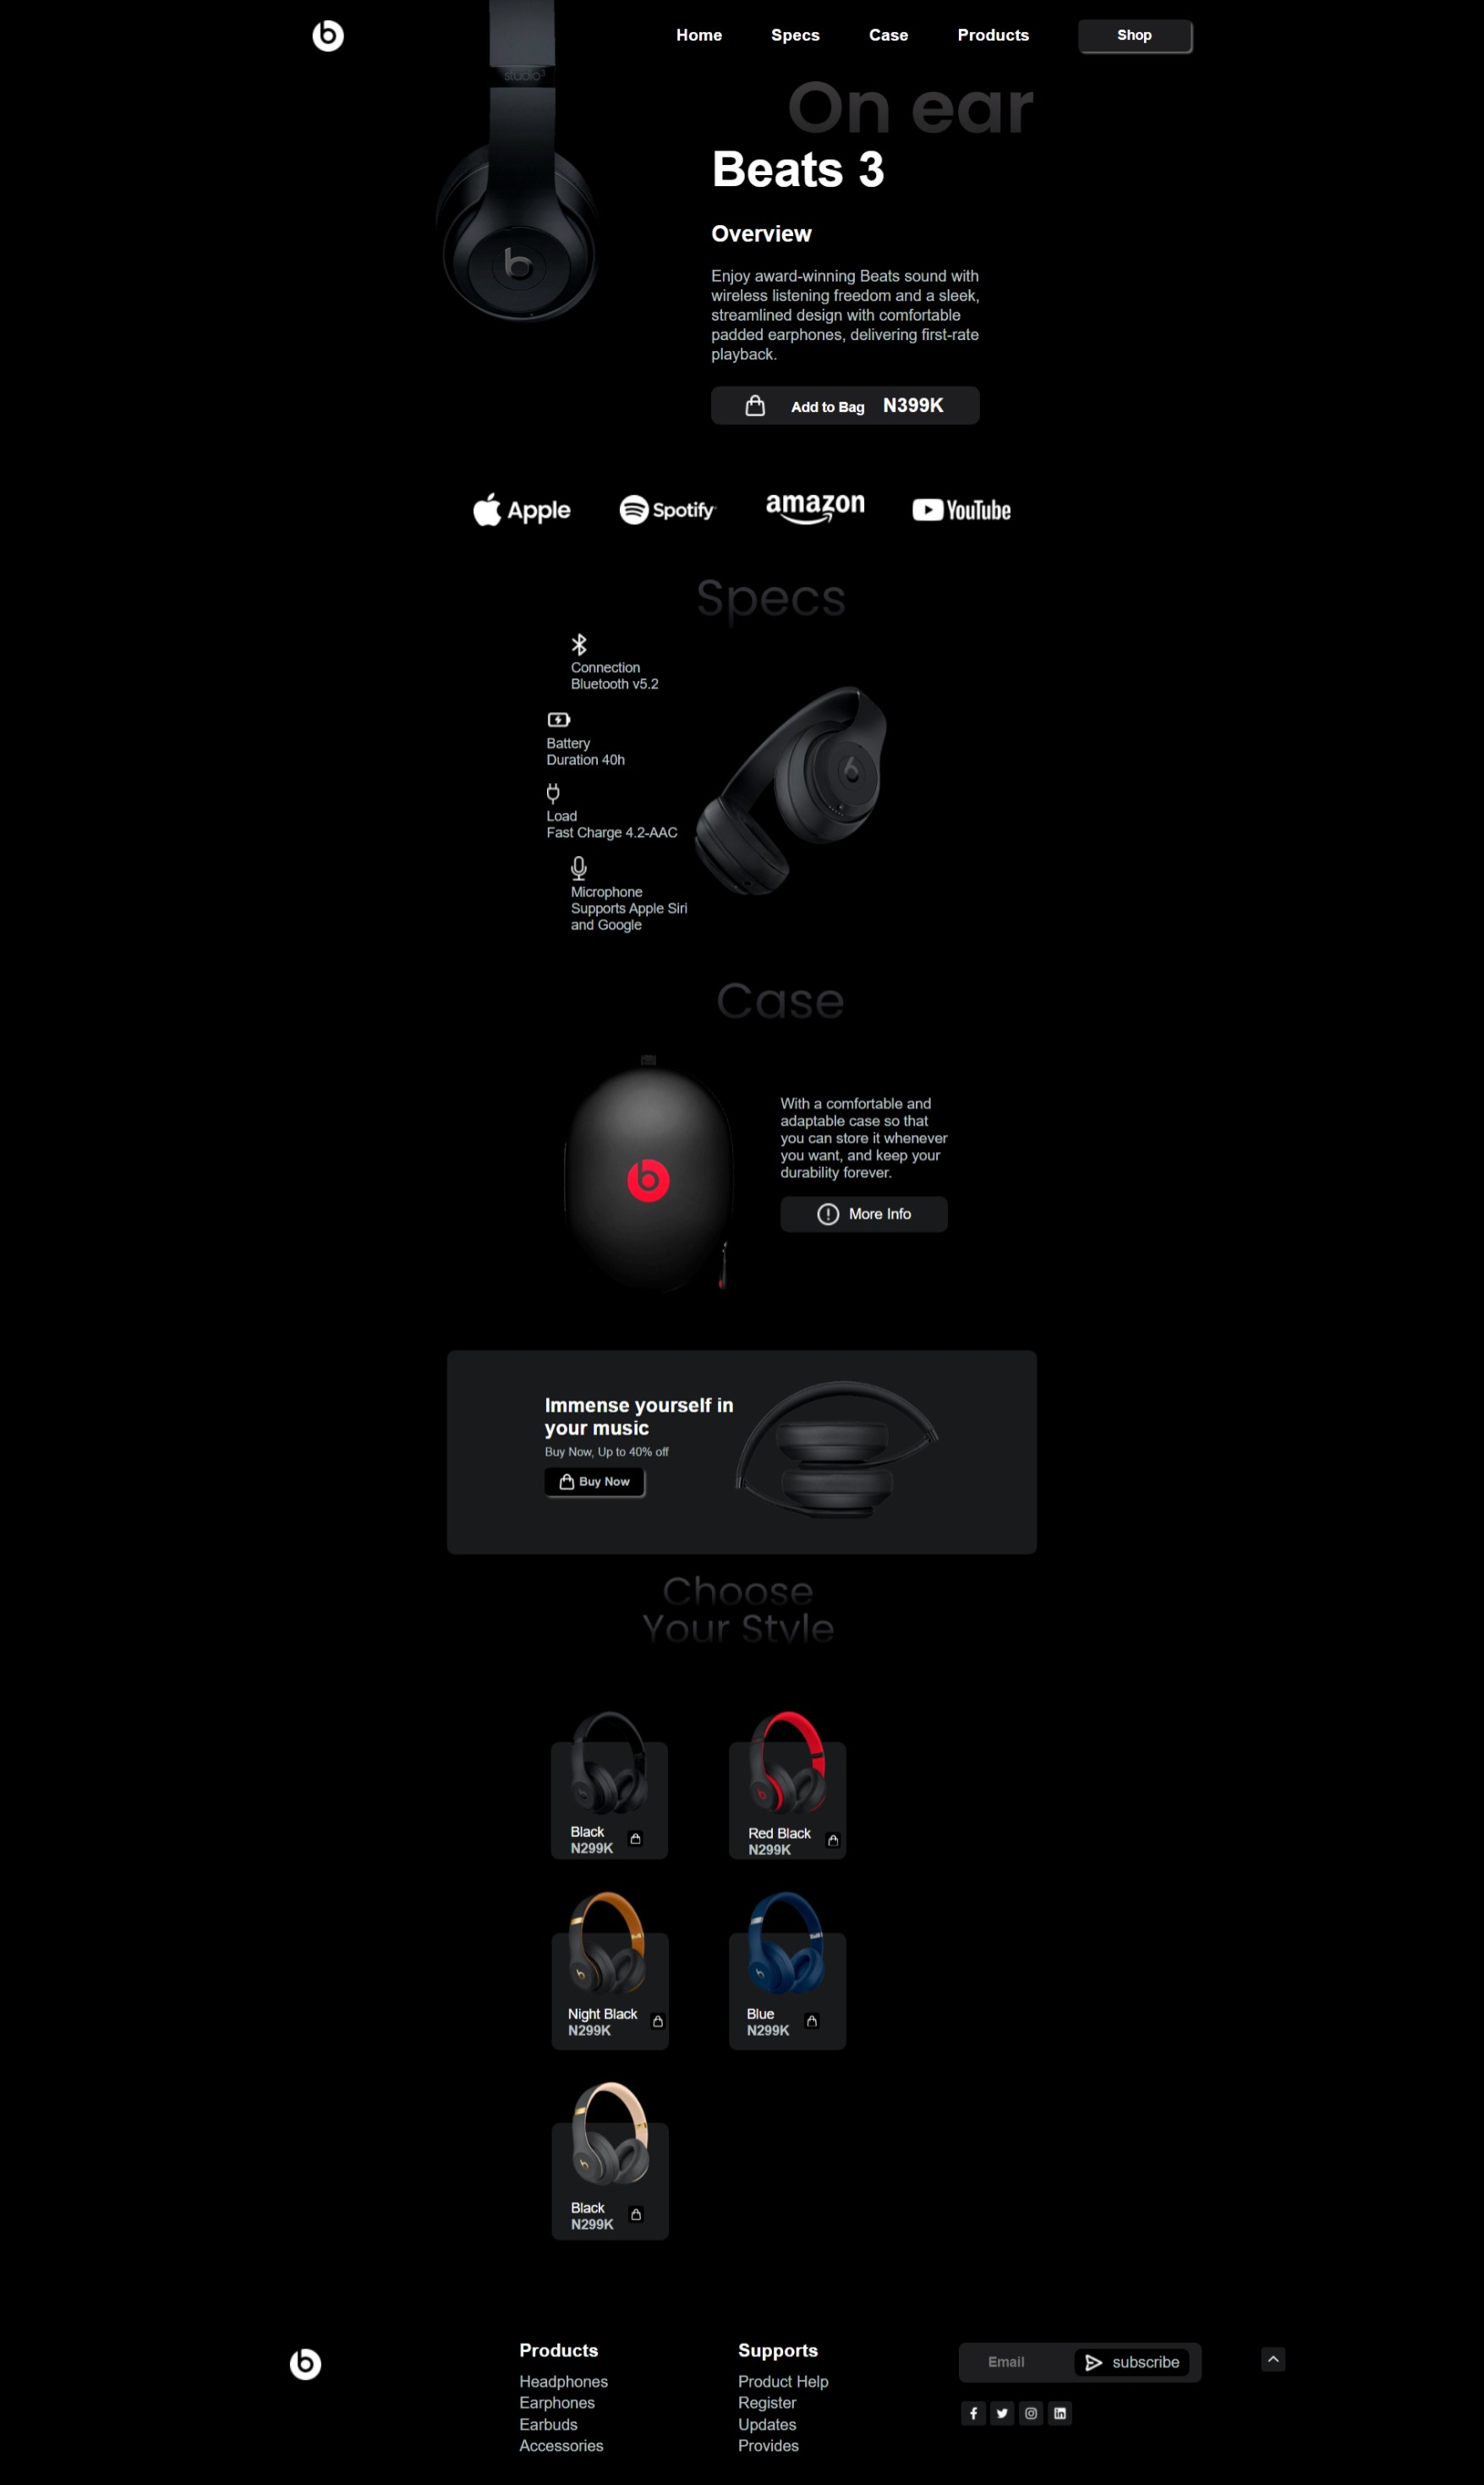 Home Specs Case Products Shop
studio³
On ear
Beats 3
Overview
Enjoy award-winning Beats sound with
wireless listening freedom and a sleek,
streamlined design with comfortable
padded earphones, delivering first-rate
playback.
Add to Bag N399K
Apple Spotify amazon YouTube
Specs
Connection
Bluetooth v5.2
Battery
Duration 40h
Load
Fast Charge 4.2-AAC
Microphone
Supports Apple Siri
and Google
Case
With a comfortable and
adaptable case so that
you can store it whenever
you want, and keep your
durability forever.
More Info
Immense yourself in
your music
Buy Now, Up to 40% off
Buy Now
Choose
Your Style
Black
N299K
Red Black
N299K
Night Black
N299K
Blue
N299K
Black
N299K
Products
Headphones
Earphones
Earbuds
Accessories
Supports
Product Help
Register
Updates
Provides
Email subscribe